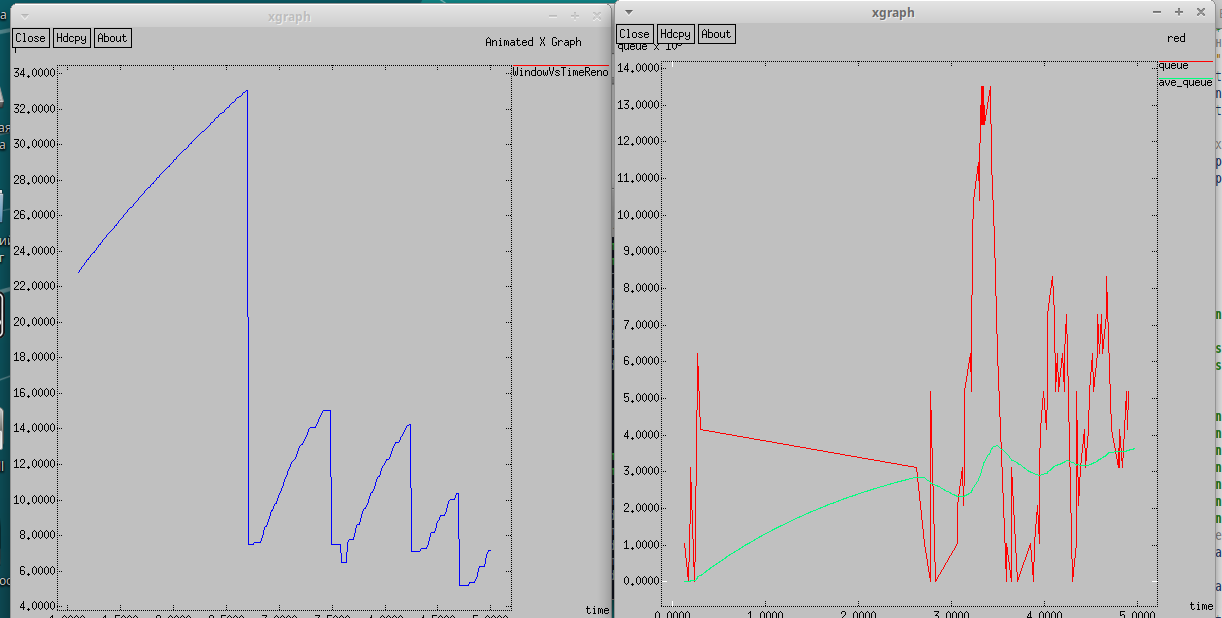 xgraph
Close Hdcpy About
Animated X Graph
WindowVsTimeReno
34.0000
32.0000
30.0000
28.0000
26.0000
24.0000
22.0000
20.0000
18.0000
16.0000
14.0000
12.0000
10.0000
8.0000
6.0000
4.0000
time
xgraph
Close Hdcpy About
red
queue x 10
queue
ave_queue
14.0000
13.0000
12.0000
11.0000
10.0000
9.0000
8.0000
7.0000
6.0000
5.0000
4.0000
3.0000
2.0000
1.0000
0.0000
time
0.0000 1.0000 2.0000 3.0000 4.0000 5.0000